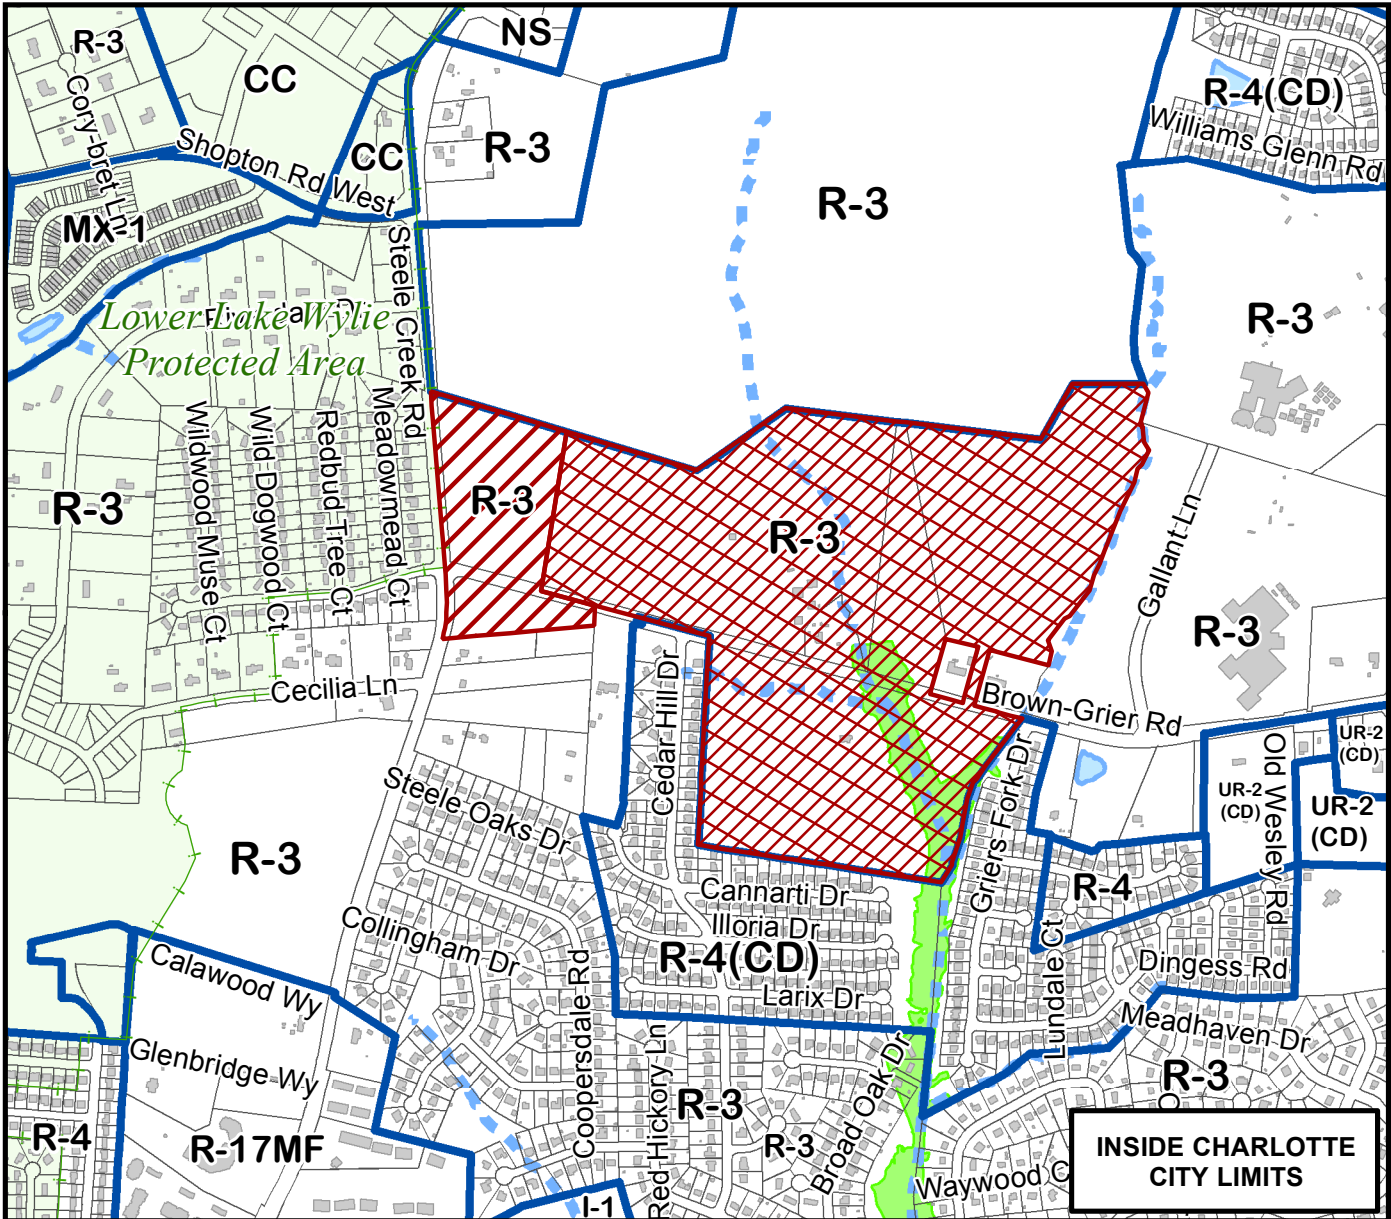 R-3
NS
CC
R-4(CD)
Williams Glenn Rd
Cory-bret Ln
Shopton Rd West
CC
R-3
R-3
MX-1
Steele Creek Rd
Lower Lake Wylie
Protected Area
R-3
Wildwood Muse Ct
Wild Dogwood Ct
Redbud Tree Ct
Meadowmead Ct
R-3
R-3
R-3
Gallant Ln
R-3
Cecilia Ln
Cedar Hill Dr
Brown-Grier Rd
Steele Oaks Dr
Griers Fork Dr
Old Wesley Rd
UR-2
(CD)
UR-2
(CD)
UR-2
(CD)
R-3
Cannarti Dr
Illoria Dr
R-4(CD)
Larix Dr
R-4
Collingham Dr
Calawood Wy
Coopersdale Rd
Lundale Ct
Dingess Rd
Meadhaven Dr
Glenbridge Wy
Red Hickory Ln
Broad Oak Dr
R-3
R-3
R-3
R-4
R-17MF
I-1
Waywood C
INSIDE CHARLOTTE
CITY LIMITS